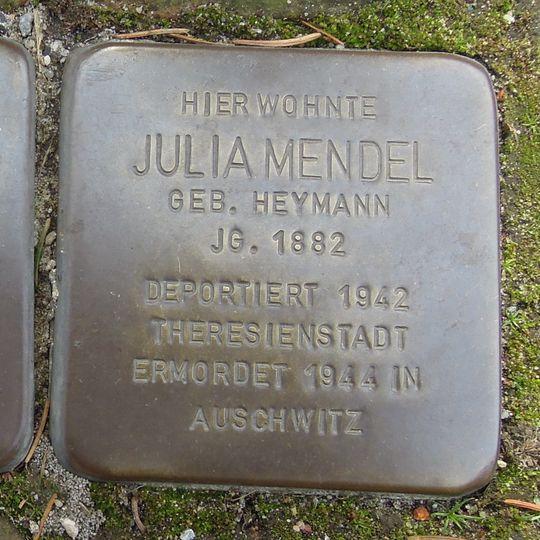 HIER WOHNTE
JULIA MENDEL
GEB. HEYMANN
JG. 1882
DEPORTIERT 1942
THERESIENSTADT
ERMORDET 1944 IN
AUSCHWITZ